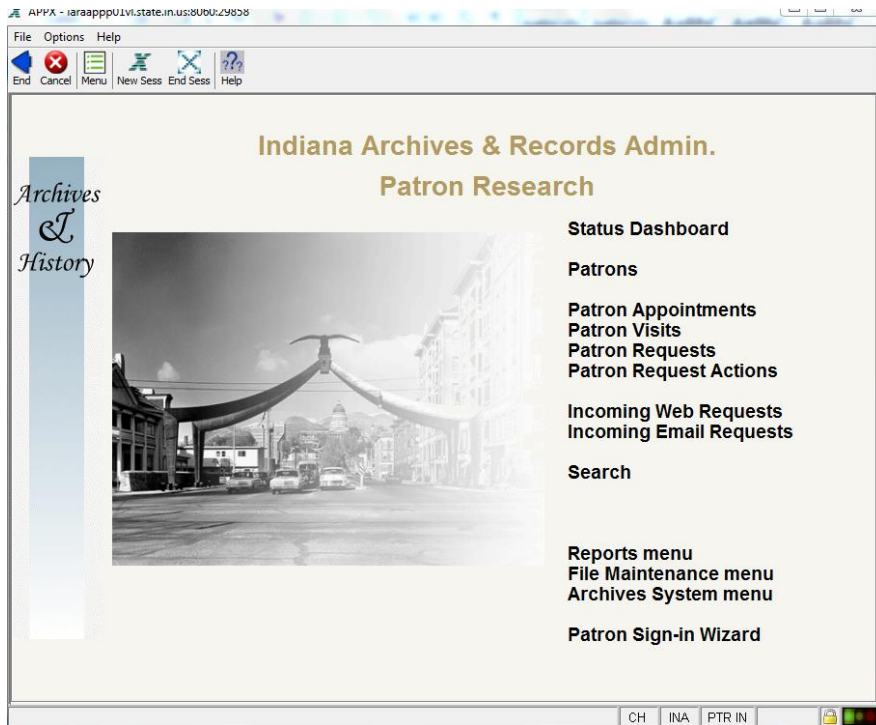 APPX - iaraappp01vl.state.in.us:8060:29858
File Options Help
End Cancel Menu New Sess End Sess Help
???
Indiana Archives & Records Admin.
Patron Research
Archives
&
History
Status Dashboard
Patrons
Patron Appointments
Patron Visits
Patron Requests
Patron Request Actions
Incoming Web Requests
Incoming Email Requests
Search
Reports menu
File Maintenance menu
Archives System menu
Patron Sign-in Wizard
CH INA PTR IN